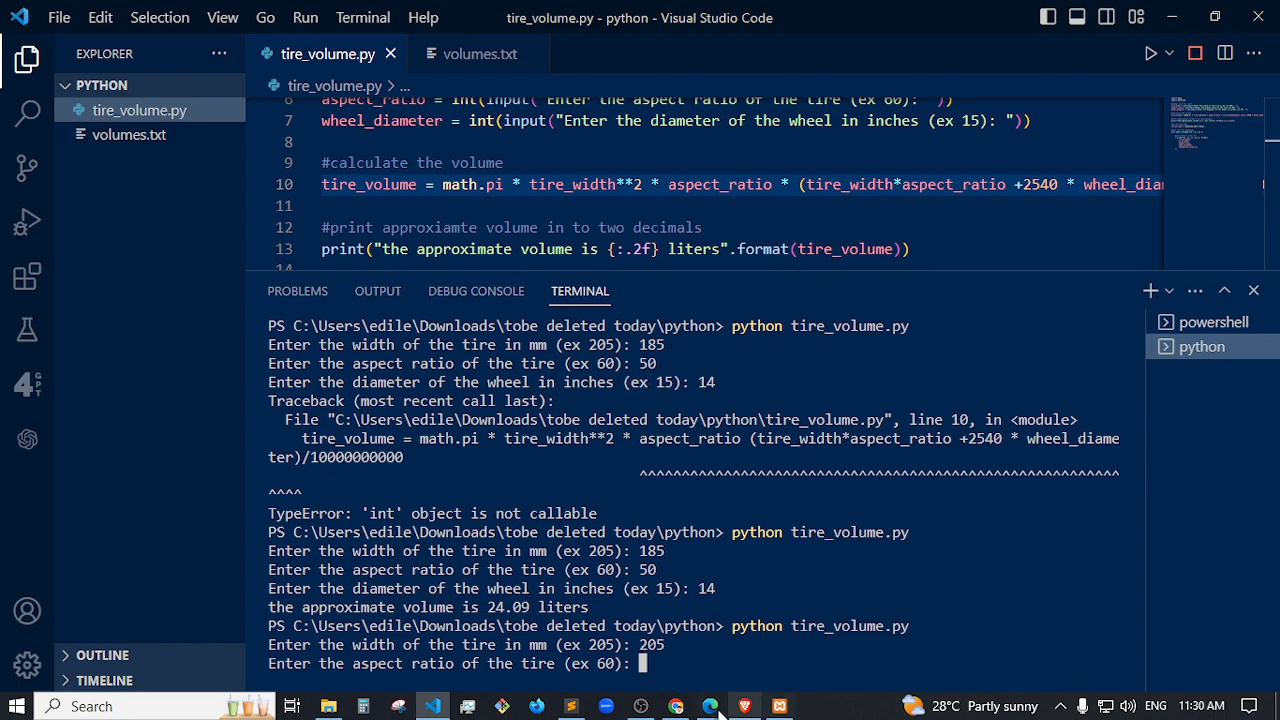 File Edit Selection View Go Run Terminal Help
tire_volume.py - python - Visual Studio Code
EXPLORER
PYTHON
tire_volume.py
volumes.txt
OUTLINE
TIMELINE
tire_volume.py
volumes.txt
tire_volume.py > ...
6 aspect_ratio = int(input("Enter the aspect ratio of the tire (ex 60): "))
7 wheel_diameter = int(input("Enter the diameter of the wheel in inches (ex 15): "))
8
9 #calculate the volume
10 tire_volume = math.pi * tire_width**2 * aspect_ratio * (tire_width*aspect_ratio +2540 * wheel_diam
11
12 #print approxiamte volume in to two decimals
13 print("the approximate volume is {:.2f} liters".format(tire_volume))
14
PROBLEMS OUTPUT DEBUG CONSOLE TERMINAL
PS C:\Users\edile\Downloads\tobe deleted today\python> python tire_volume.py
Enter the width of the tire in mm (ex 205): 185
Enter the aspect ratio of the tire (ex 60): 50
Enter the diameter of the wheel in inches (ex 15): 14
Traceback (most recent call last):
File "C:\Users\edile\Downloads\tobe deleted today\python\tire_volume.py", line 10, in <module>
tire_volume = math.pi * tire_width**2 * aspect_ratio (tire_width*aspect_ratio +2540 * wheel_diame
ter)/10000000000
^^^^^^^^^^^^^^^^^^^^^^^^^^^^^^^^^^^^^^^^^^^^^^^^^^^^
^^^^
TypeError: 'int' object is not callable
PS C:\Users\edile\Downloads\tobe deleted today\python> python tire_volume.py
Enter the width of the tire in mm (ex 205): 185
Enter the aspect ratio of the tire (ex 60): 50
Enter the diameter of the wheel in inches (ex 15): 14
the approximate volume is 24.09 liters
PS C:\Users\edile\Downloads\tobe deleted today\python> python tire_volume.py
Enter the width of the tire in mm (ex 205): 205
Enter the aspect ratio of the tire (ex 60):
powershell
python
Search
28°C Partly sunny
11:30 AM